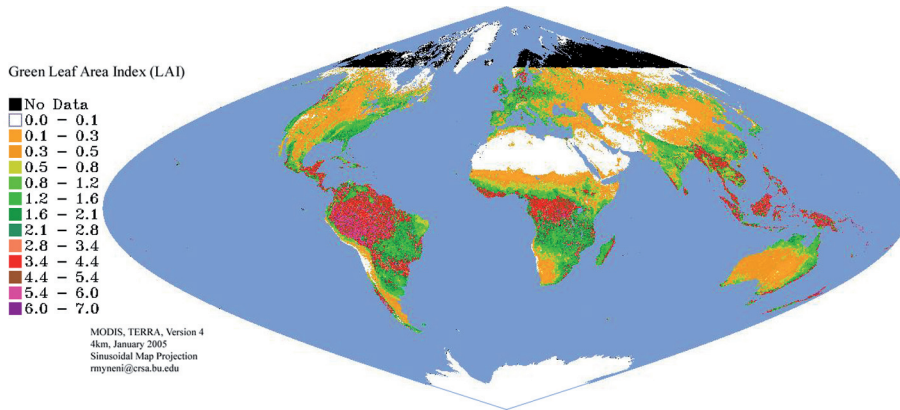 Green Leaf Area Index (LAI)
No Data
0.0 - 0.1
0.1 - 0.3
0.3 - 0.5
0.5 - 0.8
0.8 - 1.2
1.2 - 1.6
1.6 - 2.1
2.1 - 2.8
2.8 - 3.4
3.4 - 4.4
4.4 - 5.4
5.4 - 6.0
6.0 - 7.0
MODIS, TERRA, Version 4
4km, January 2005
Sinusoidal Map Projection
rmyneni@crsa.bu.edu